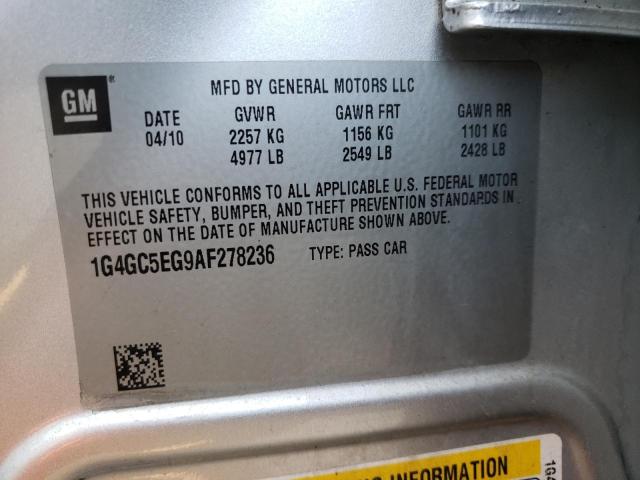 GM
MFD BY GENERAL MOTORS LLC
DATE GVWR GAWR FRT GAWR RR
04/10 2257 KG 1156 KG 1101 KG
4977 LB 2549 LB 2428 LB
THIS VEHICLE CONFORMS TO ALL APPLICABLE U.S. FEDERAL MOTOR
VEHICLE SAFETY, BUMPER, AND THEFT PREVENTION STANDARDS IN
EFFECT ON THE DATE OF MANUFACTURE SHOWN ABOVE.
1G4GC5EG9AF278236 TYPE: PASS CAR
INFORMATION
1G4